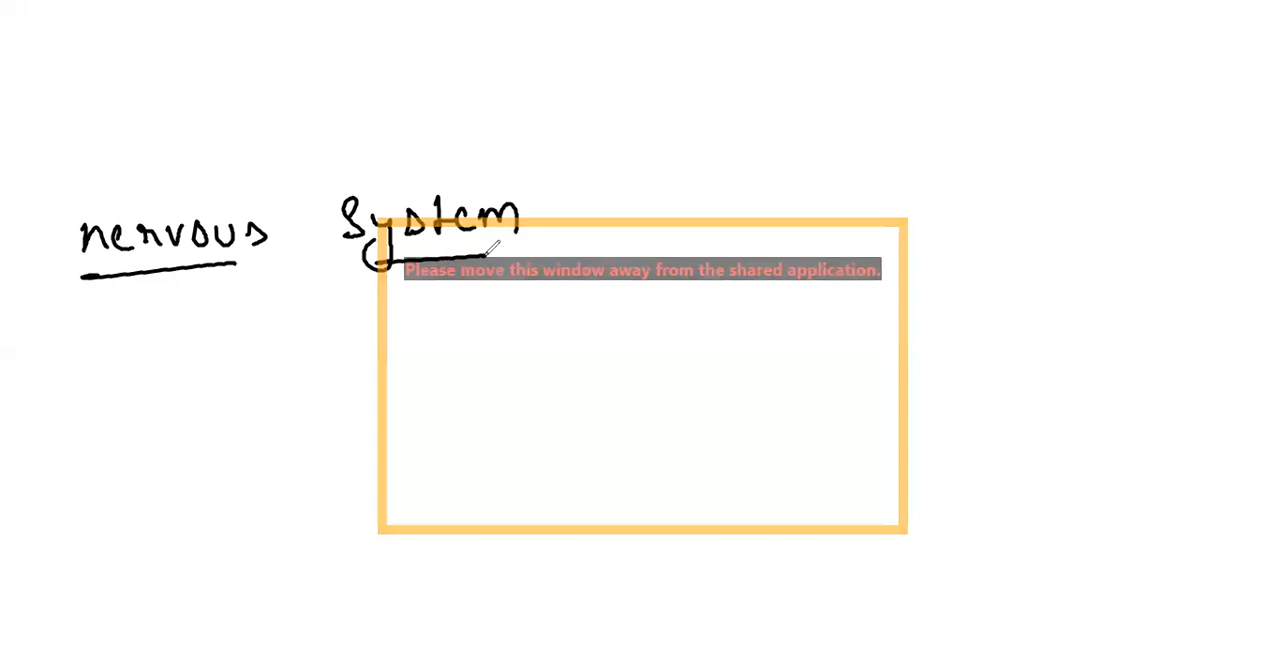 nervous system
Please move this window away from the shared application.